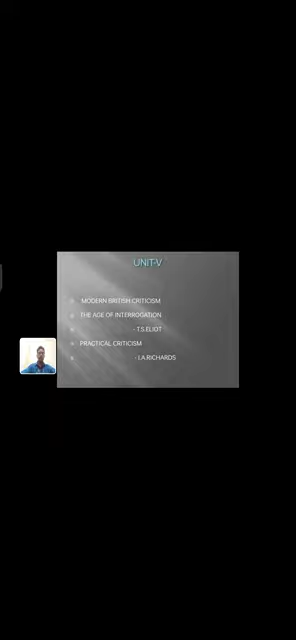 UNIT-V
MODERN BRITISH CRITICISM
THE AGE OF INTERROGATION
- T.S.ELIOT
PRACTICAL CRITICISM
- I.A.RICHARDS